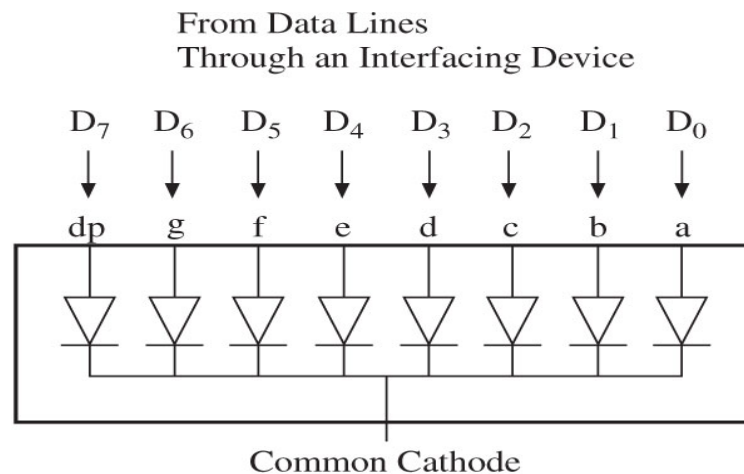 From Data Lines
Through an Interfacing Device
D₇ D₆ D₅ D₄ D₃ D₂ D₁ D₀
dp g f e d c b a
Common Cathode